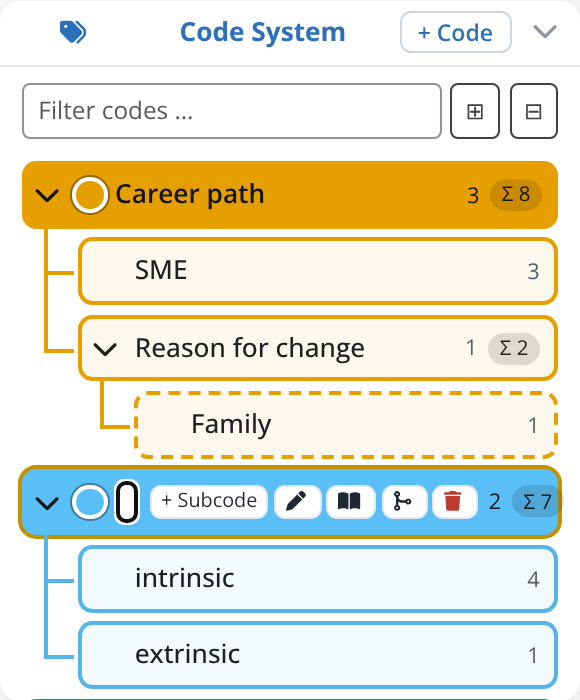 Code System
+ Code
Filter codes ...
Career path 3 Σ 8
SME 3
Reason for change 1 Σ 2
Family 1
+ Subcode 2 Σ 7
intrinsic 4
extrinsic 1